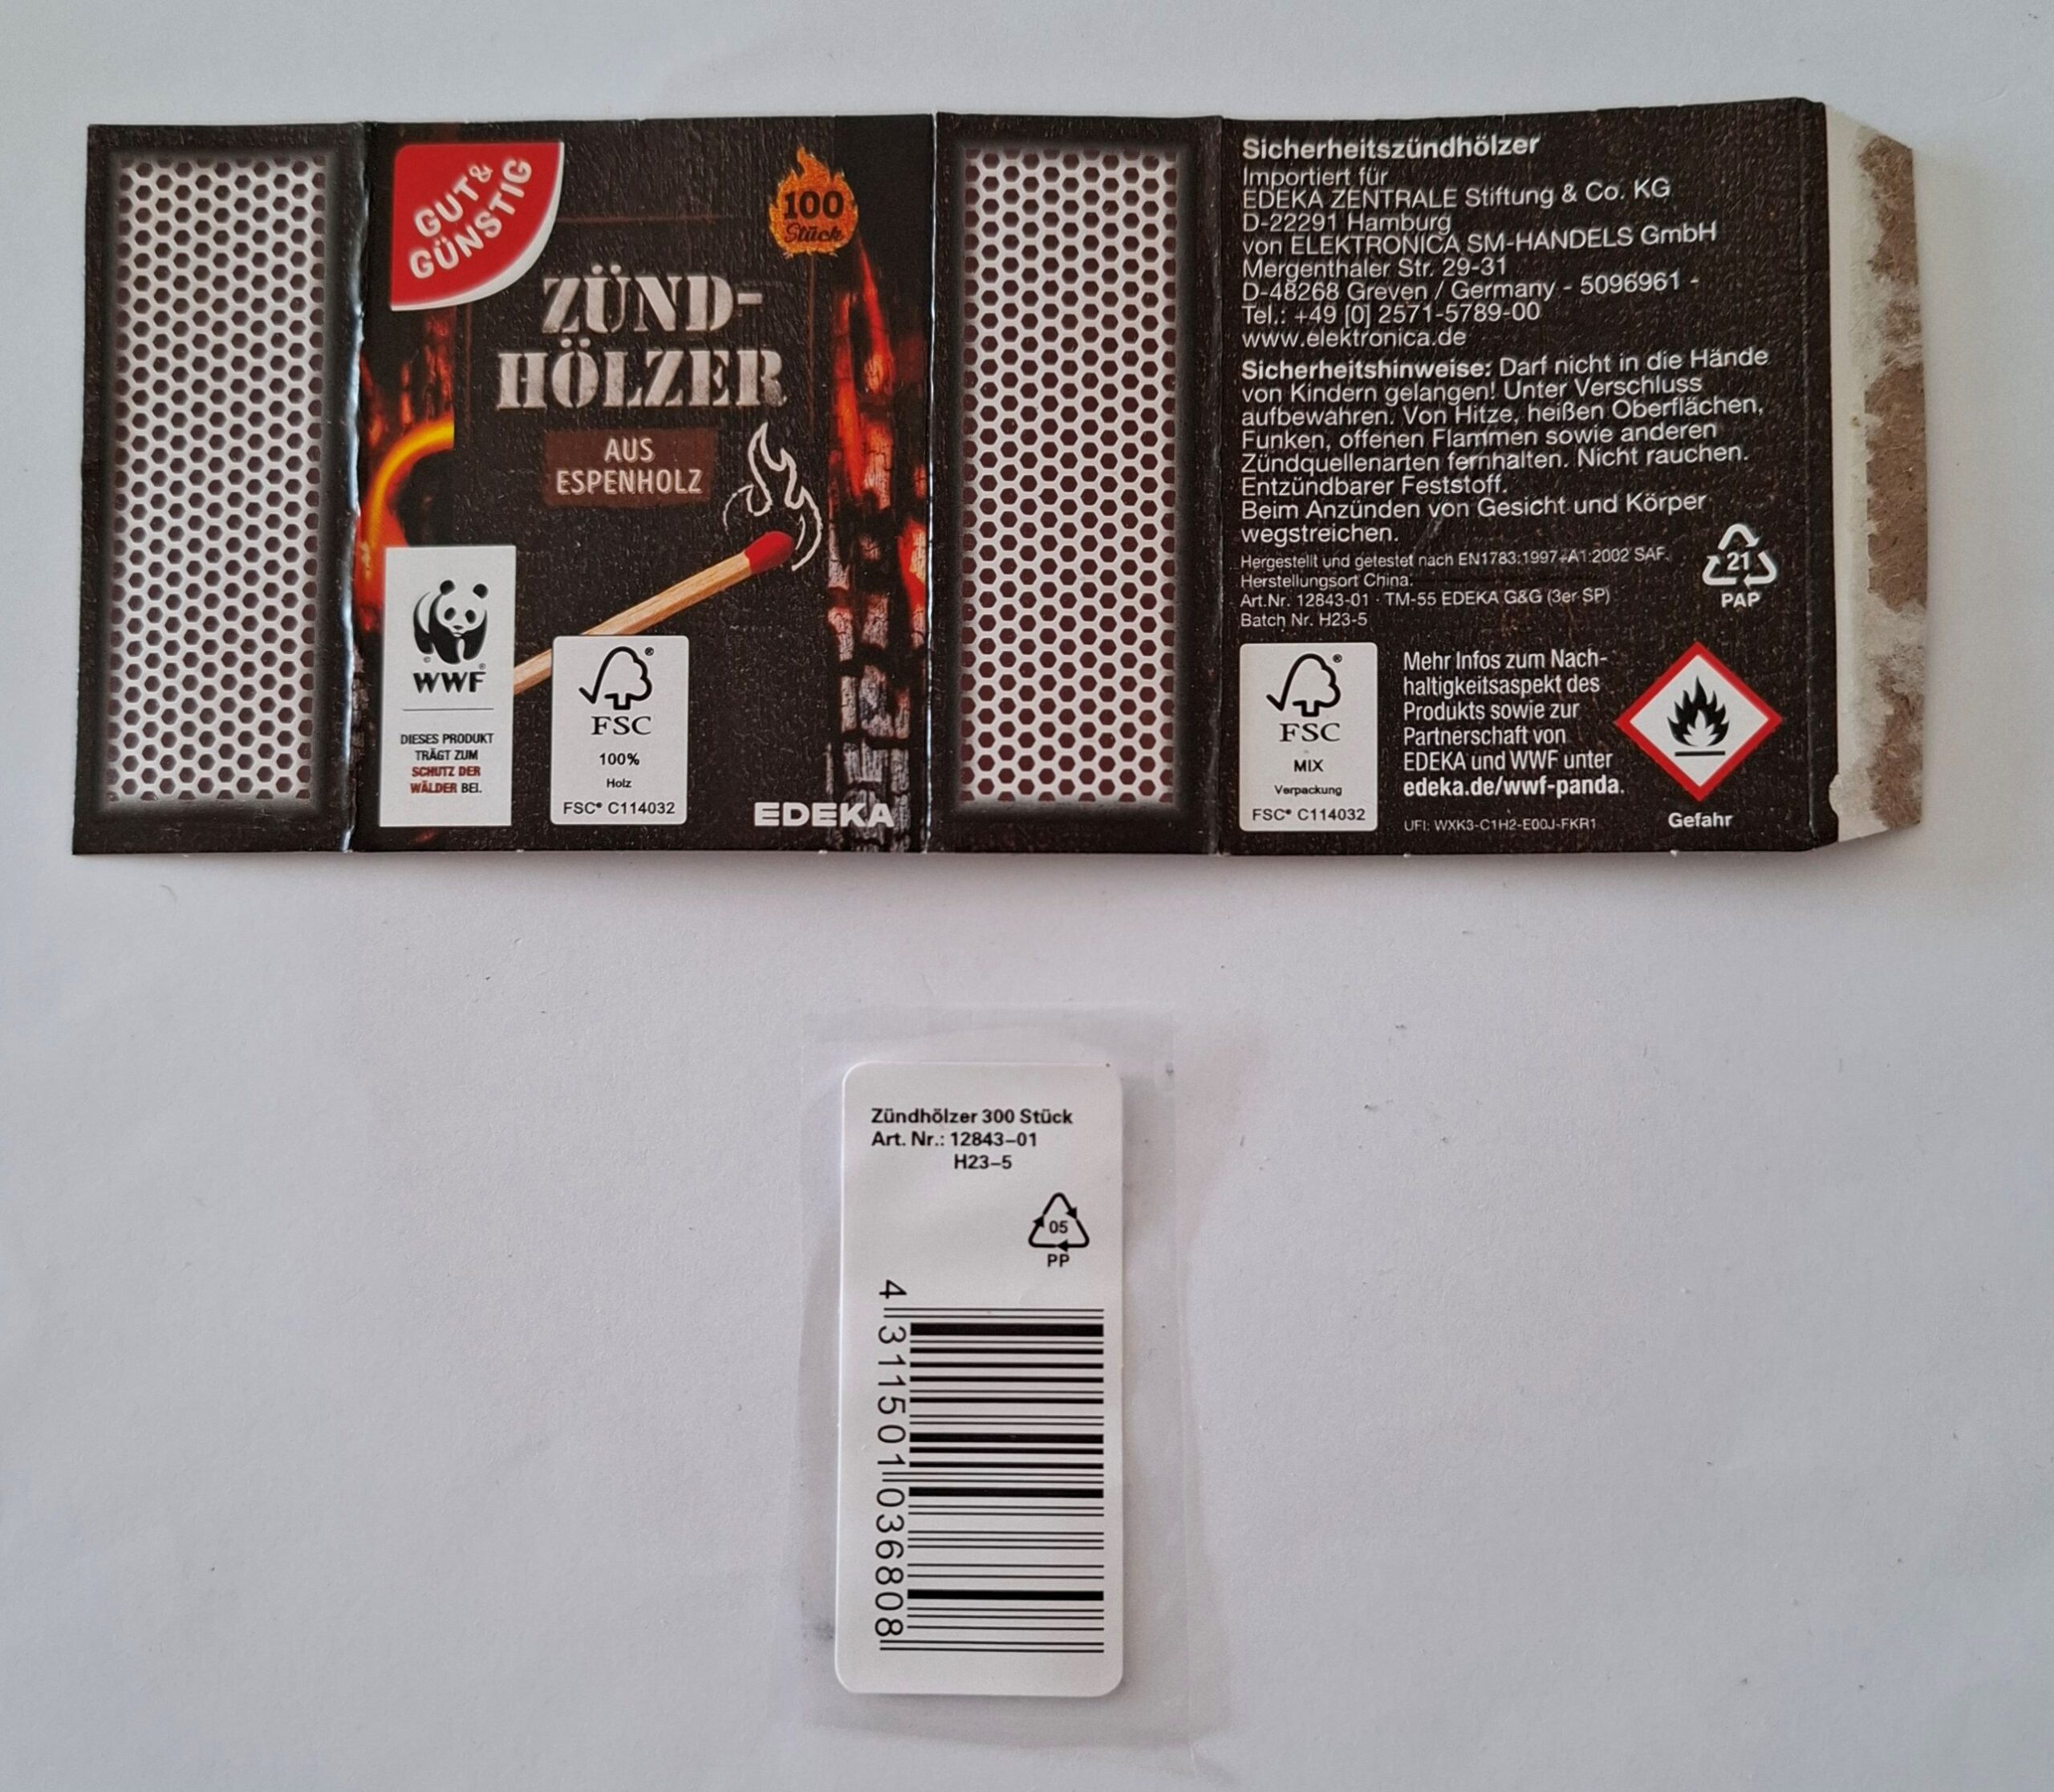 GUT&
GÜNSTIG
100
Stück
ZÜND-
HÖLZER
AUS
ESPENHOLZ
©
®
WWF
DIESES PRODUKT
TRÄGT ZUM
SCHUTZ DER
WÄLDER BEI.
®
FSC
100%
Holz
FSC® C114032
EDEKA
Sicherheitszündhölzer
Importiert für
EDEKA ZENTRALE Stiftung & Co. KG
D-22291 Hamburg
von ELEKTRONICA SM-HANDELS GmbH
Mergenthaler Str. 29-31
D-48268 Greven / Germany - 5096961 -
Tel.: +49 [0] 2571-5789-00
www.elektronica.de
Sicherheitshinweise: Darf nicht in die Hände
von Kindern gelangen! Unter Verschluss
aufbewahren. Von Hitze, heißen Oberflächen,
Funken, offenen Flammen sowie anderen
Zündquellenarten fernhalten. Nicht rauchen.
Entzündbarer Feststoff.
Beim Anzünden von Gesicht und Körper
wegstreichen.
Hergestellt und getestet nach EN1783:1997+A1:2002 SAF.
Herstellungsort China.
Art.Nr. 12843-01 · TM-55 EDEKA G&G (3er SP)
Batch Nr. H23-5
21
PAP
®
FSC
MIX
Verpackung
FSC® C114032
Mehr Infos zum Nach-
haltigkeitsaspekt des
Produkts sowie zur
Partnerschaft von
EDEKA und WWF unter
edeka.de/wwf-panda.
UFI: WXK3-C1H2-E00J-FKR1
Gefahr
Zündhölzer 300 Stück
Art. Nr.: 12843–01
H23–5
05
PP
4 311501 036808